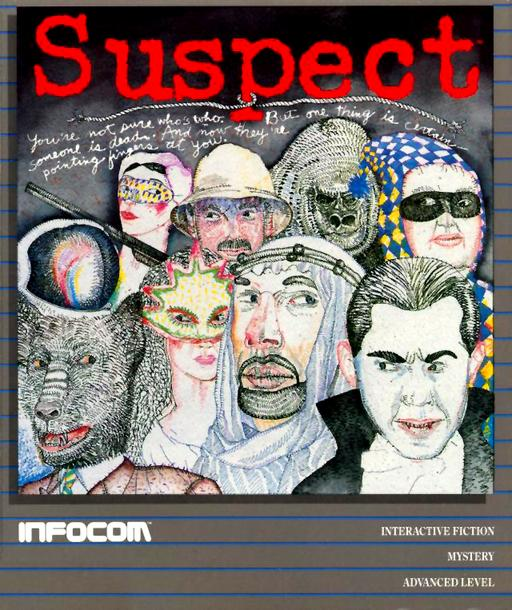 Suspect
You're not sure who's who. But one thing is certain—
someone is dead. And now they're
pointing fingers at you.
INFOCOM™
INTERACTIVE FICTION
MYSTERY
ADVANCED LEVEL